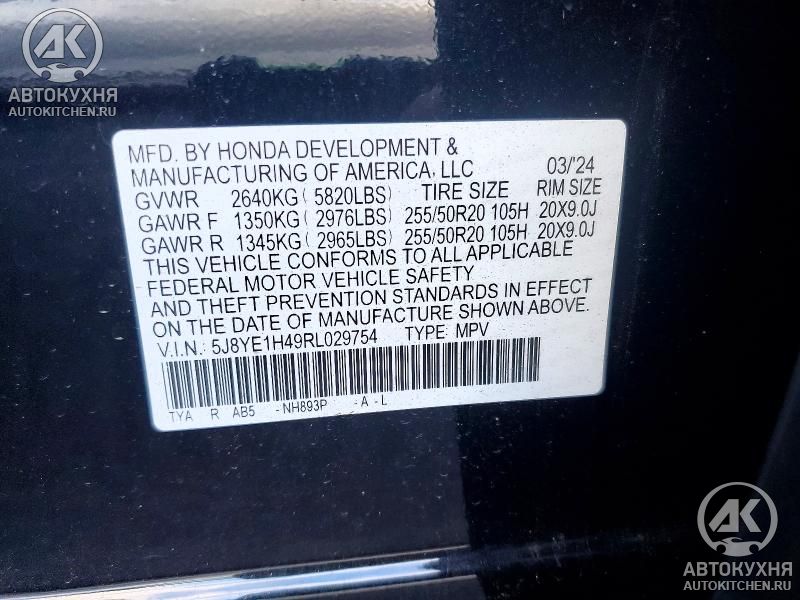 AK
АВТОКУХНЯ
AUTOKITCHEN.RU
MFD. BY HONDA DEVELOPMENT &
MANUFACTURING OF AMERICA, LLC 03/'24
GVWR 2640KG( 5820LBS) TIRE SIZE RIM SIZE
GAWR F 1350KG( 2976LBS) 255/50R20 105H 20X9.0J
GAWR R 1345KG( 2965LBS) 255/50R20 105H 20X9.0J
THIS VEHICLE CONFORMS TO ALL APPLICABLE
FEDERAL MOTOR VEHICLE SAFETY
AND THEFT PREVENTION STANDARDS IN EFFECT
ON THE DATE OF MANUFACTURE SHOWN ABOVE.
V.I.N. 5J8YE1H49RL029754 TYPE: MPV
TYA R AB5 -NH893P -A-L
AK
АВТОКУХНЯ
AUTOKITCHEN.RU